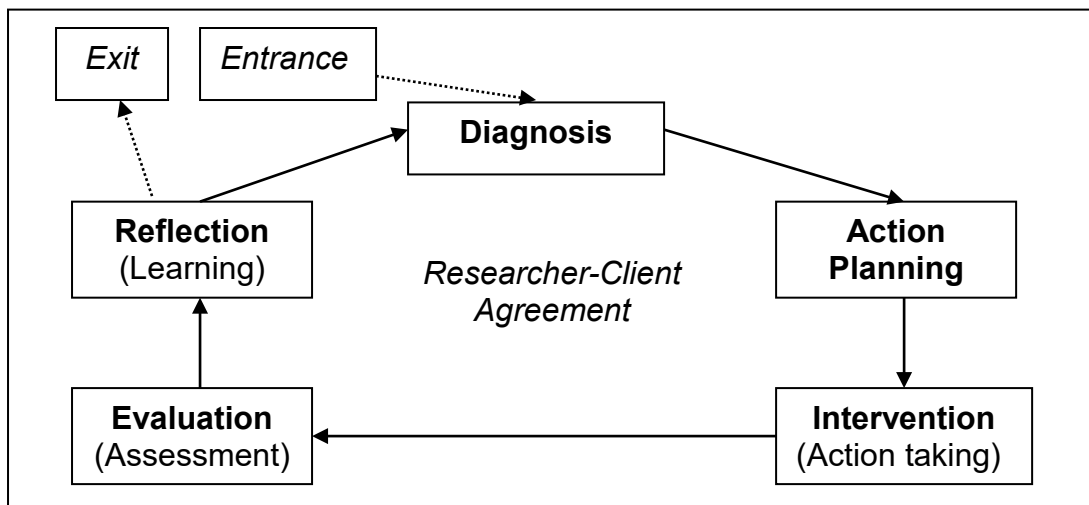 Exit
Entrance
Diagnosis
Reflection
(Learning)
Action
Planning
Researcher-Client
Agreement
Evaluation
(Assessment)
Intervention
(Action taking)